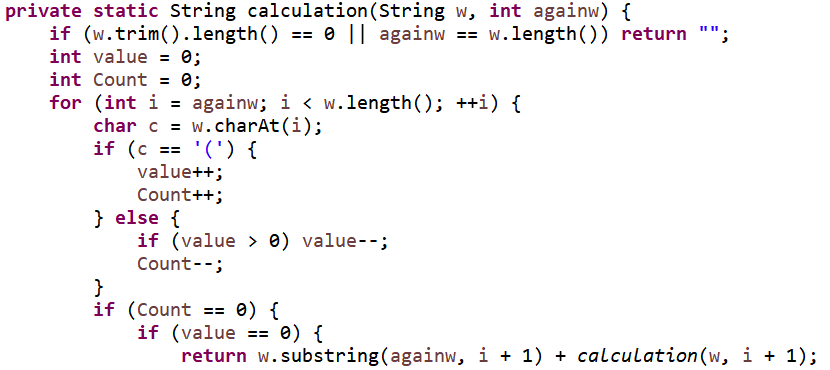 private static String calculation(String w, int againw) {
    if (w.trim().length() == 0 || againw == w.length()) return "";
    int value = 0;
    int Count = 0;
    for (int i = againw; i < w.length(); ++i) {
        char c = w.charAt(i);
        if (c == '(') {
            value++;
            Count++;
        } else {
            if (value > 0) value--;
            Count--;
        }
        if (Count == 0) {
            if (value == 0) {
                return w.substring(againw, i + 1) + calculation(w, i + 1);